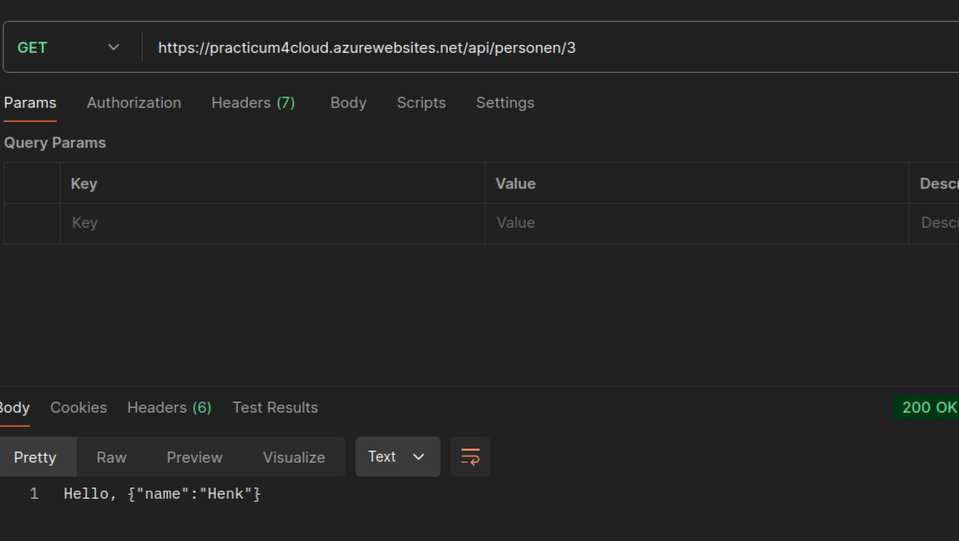 GET https://practicum4cloud.azurewebsites.net/api/personen/3
Params Authorization Headers (7) Body Scripts Settings
Query Params
Key Value Descr
Key Value Descr
Body Cookies Headers (6) Test Results 200 OK
Pretty Raw Preview Visualize Text
1 Hello, {"name":"Henk"}